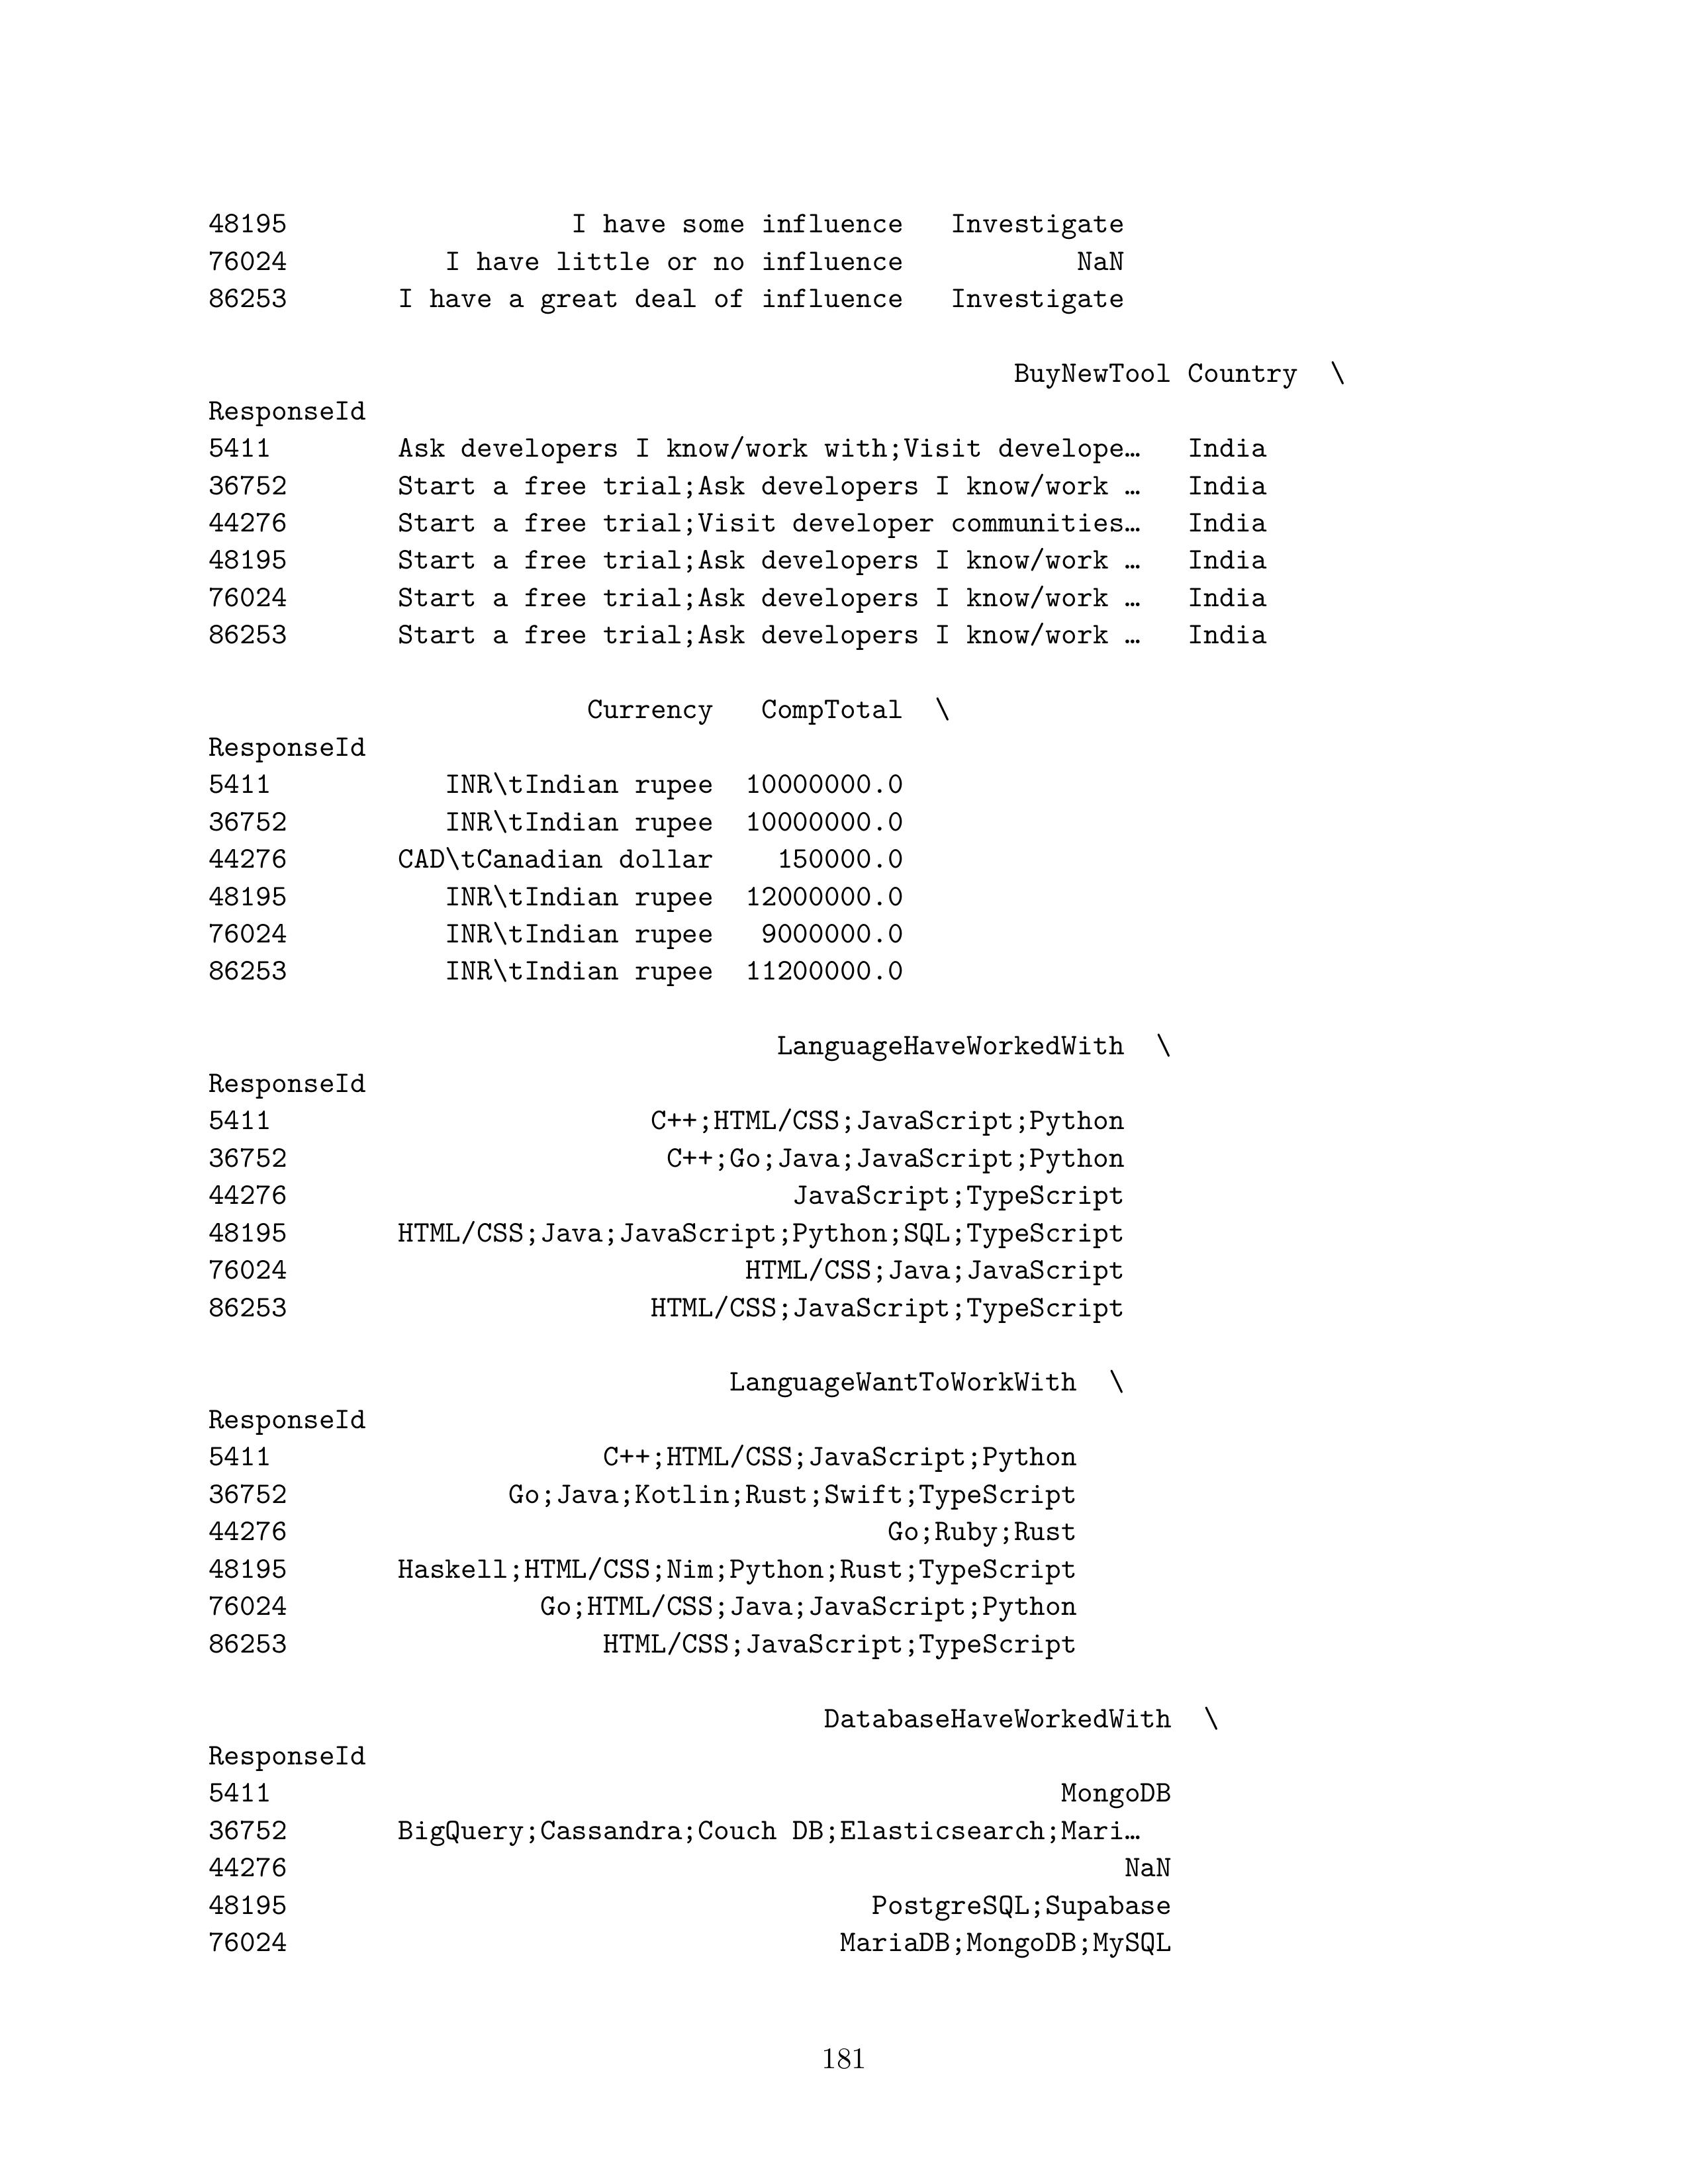 48195 I have some influence Investigate
76024 I have little or no influence NaN
86253 I have a great deal of influence Investigate
BuyNewTool Country \
ResponseId
5411 Ask developers I know/work with;Visit develope… India
36752 Start a free trial;Ask developers I know/work … India
44276 Start a free trial;Visit developer communities… India
48195 Start a free trial;Ask developers I know/work … India
76024 Start a free trial;Ask developers I know/work … India
86253 Start a free trial;Ask developers I know/work … India
Currency CompTotal \
ResponseId
5411 INR\tIndian rupee 10000000.0
36752 INR\tIndian rupee 10000000.0
44276 CAD\tCanadian dollar 150000.0
48195 INR\tIndian rupee 12000000.0
76024 INR\tIndian rupee 9000000.0
86253 INR\tIndian rupee 11200000.0
LanguageHaveWorkedWith \
ResponseId
5411 C++;HTML/CSS;JavaScript;Python
36752 C++;Go;Java;JavaScript;Python
44276 JavaScript;TypeScript
48195 HTML/CSS;Java;JavaScript;Python;SQL;TypeScript
76024 HTML/CSS;Java;JavaScript
86253 HTML/CSS;JavaScript;TypeScript
LanguageWantToWorkWith \
ResponseId
5411 C++;HTML/CSS;JavaScript;Python
36752 Go;Java;Kotlin;Rust;Swift;TypeScript
44276 Go;Ruby;Rust
48195 Haskell;HTML/CSS;Nim;Python;Rust;TypeScript
76024 Go;HTML/CSS;Java;JavaScript;Python
86253 HTML/CSS;JavaScript;TypeScript
DatabaseHaveWorkedWith \
ResponseId
5411 MongoDB
36752 BigQuery;Cassandra;Couch DB;Elasticsearch;Mari…
44276 NaN
48195 PostgreSQL;Supabase
76024 MariaDB;MongoDB;MySQL
181